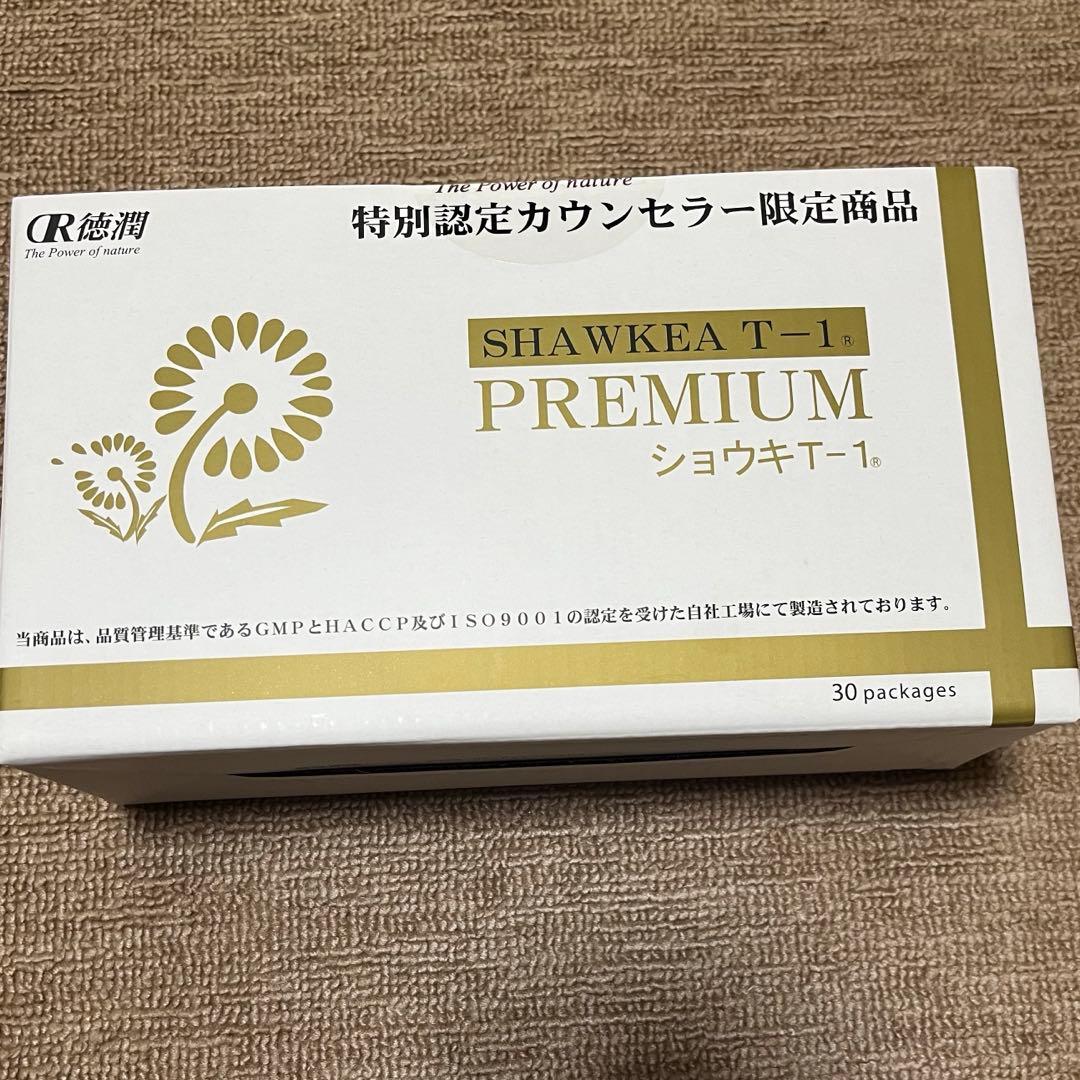 The Power of nature
徳潤
The Power of nature
特別認定カウンセラー限定商品
SHAWKEA T-1®
PREMIUM
ショウキT-1®
当商品は、品質管理基準であるGMPとHACCP及びISO9001の認定を受けた自社工場にて製造されております。
30 packages